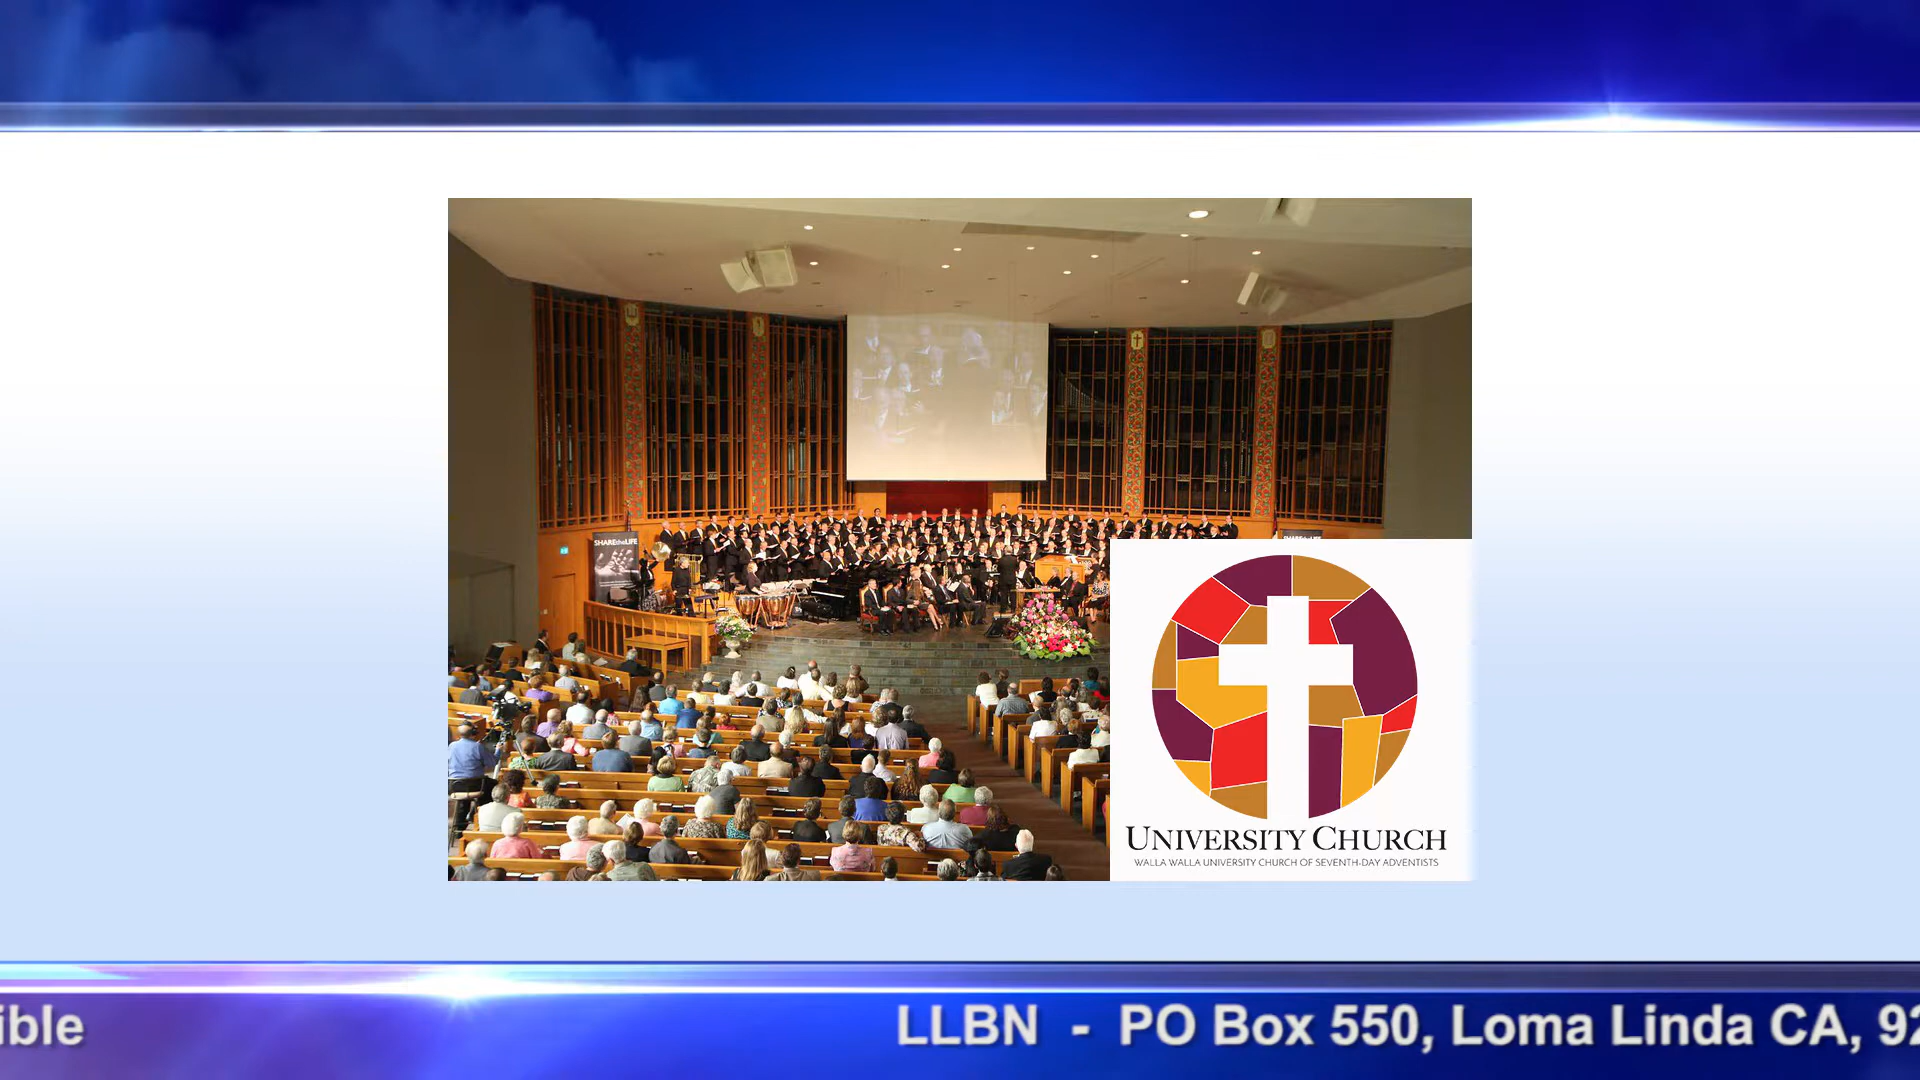 SHAREtheLIFE
UNIVERSITY CHURCH
WALLA WALLA UNIVERSITY CHURCH OF SEVENTH-DAY ADVENTISTS
ible LLBN - PO Box 550, Loma Linda CA, 92